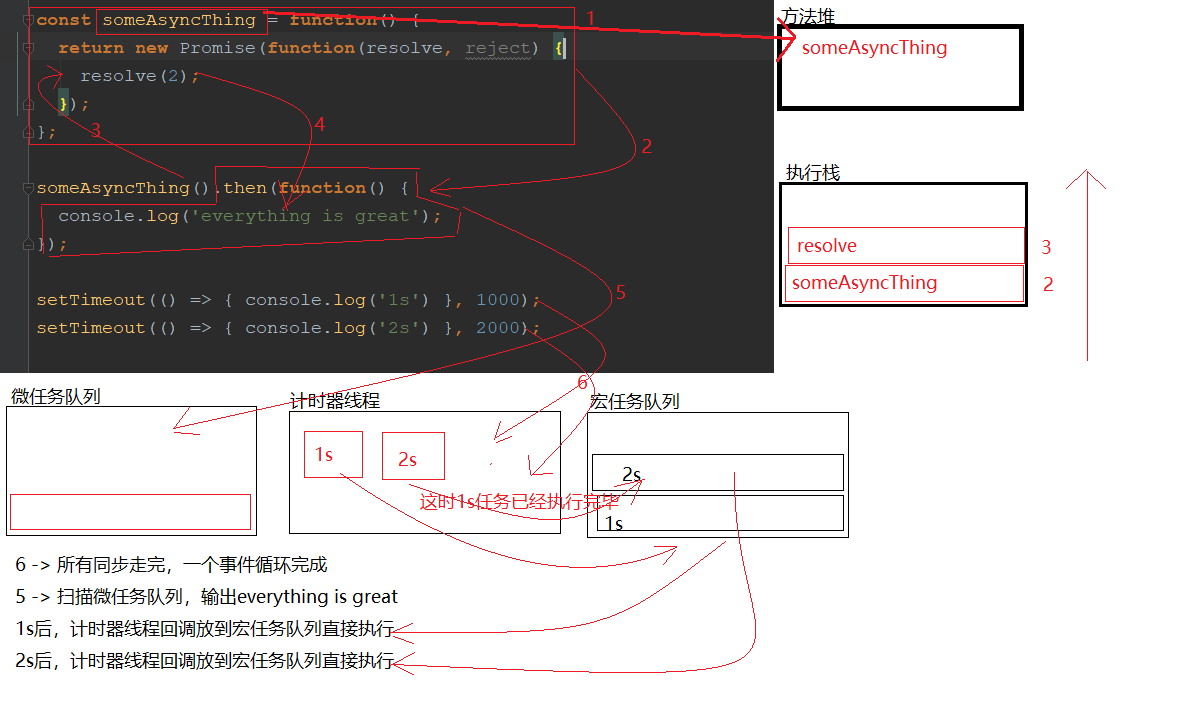 const someAsyncThing = function() {
return new Promise(function(resolve, reject) {
resolve(2);
});
};
someAsyncThing().then(function() {
console.log('everything is great');
});
setTimeout(() => { console.log('1s') }, 1000);
setTimeout(() => { console.log('2s') }, 2000);
1
2
3
4
5
6
方法堆
someAsyncThing
执行栈
resolve
3
someAsyncThing
2
微任务队列
计时器线程
1s
2s
这时1s任务已经执行完毕
宏任务队列
2s
1s
6 -> 所有同步走完，一个事件循环完成
5 -> 扫描微任务队列，输出everything is great
1s后，计时器线程回调放到宏任务队列直接执行
2s后，计时器线程回调放到宏任务队列直接执行